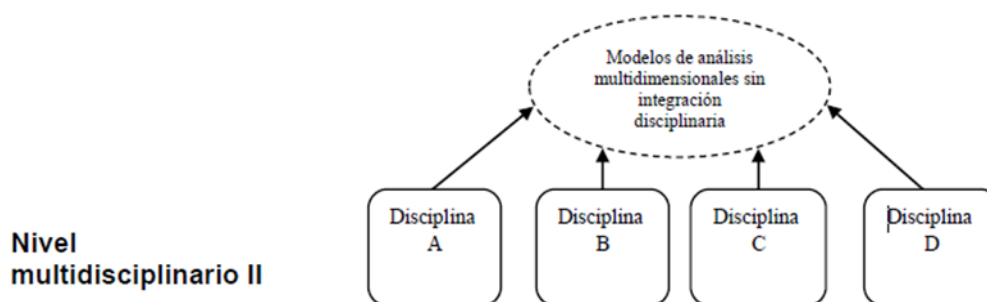 Modelos de análisis
multidimensionales sin
integración
disciplinaria
Disciplina
A
Disciplina
B
Disciplina
C
Disciplina
D
Nivel
multidisciplinario II